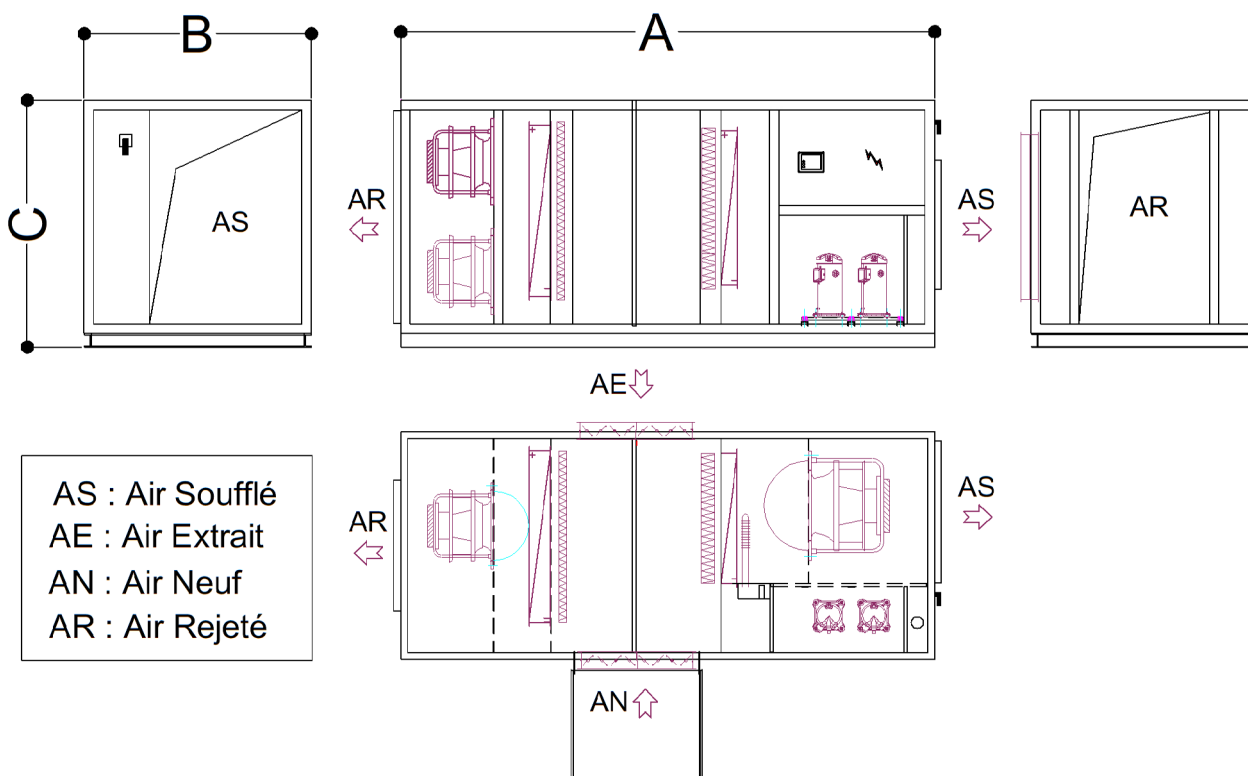 B
A
C
AS
AR
AS
AR
AE
AR
AS
AN
AS : Air Soufflé
AE : Air Extrait
AN : Air Neuf
AR : Air Rejeté